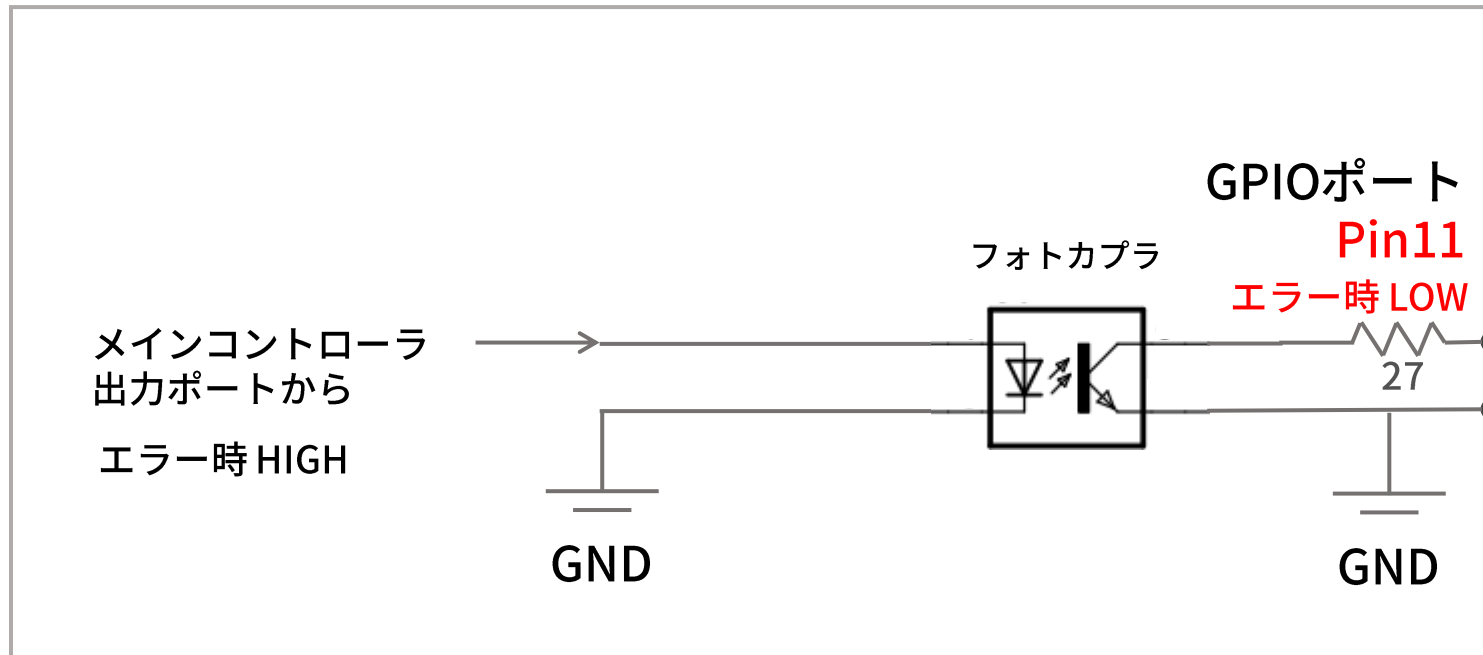 GPIOポート
Pin11
フォトカプラ
エラー時 LOW
メインコントローラ
出力ポートから
27
エラー時 HIGH
GND
GND